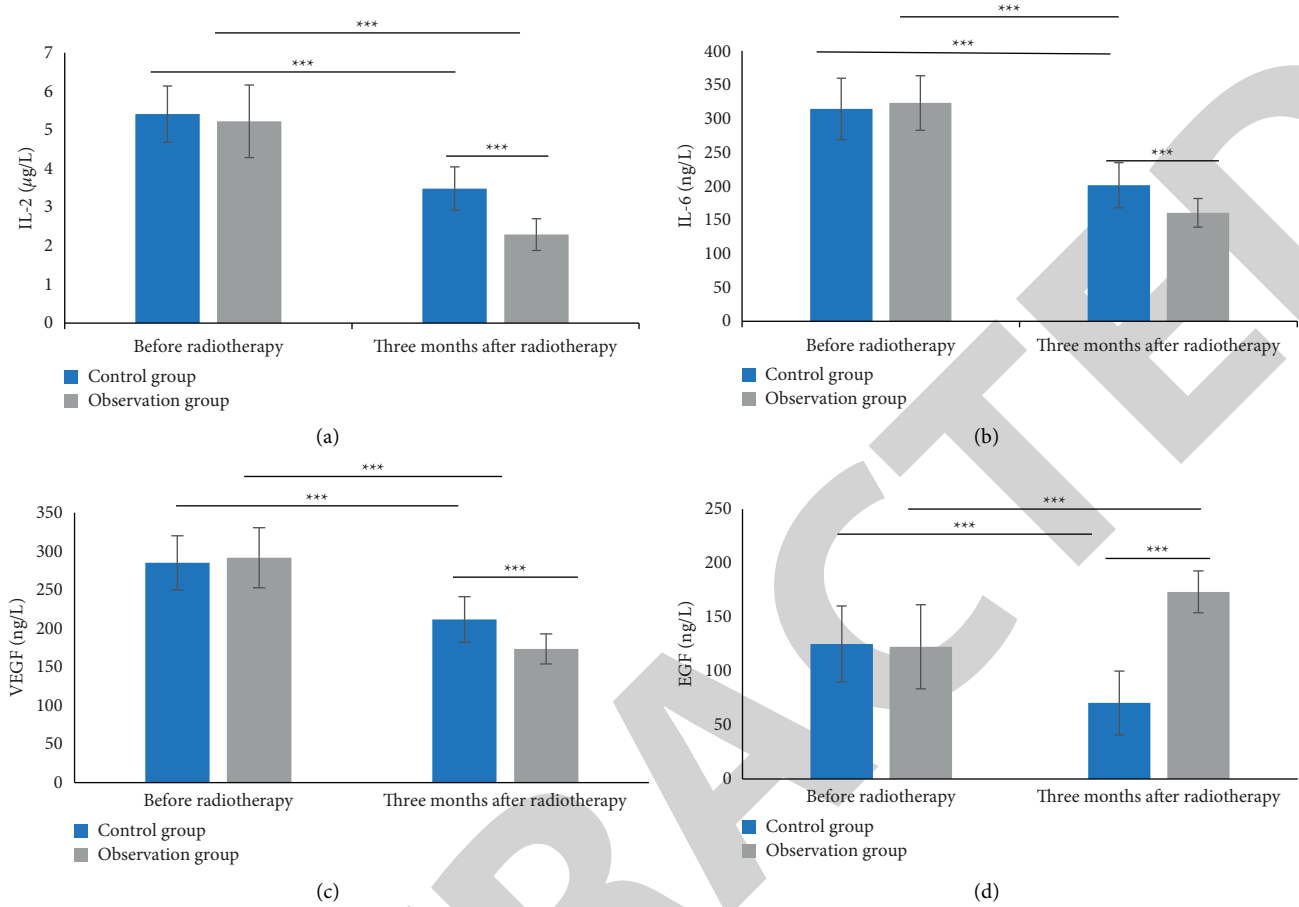 (a)
IL-2 (µg/L)
7
6
5
4
3
2
1
0
***
***
***
Before radiotherapy
Three months after radiotherapy
Control group
Observation group
(b)
IL-6 (ng/L)
400
350
300
250
200
150
100
50
0
***
***
***
Before radiotherapy
Three months after radiotherapy
Control group
Observation group
(c)
VEGF (ng/L)
350
300
250
200
150
100
50
0
***
***
***
Before radiotherapy
Three months after radiotherapy
Control group
Observation group
(d)
EGF (ng/L)
250
200
150
100
50
0
***
***
***
Before radiotherapy
Three months after radiotherapy
Control group
Observation group
RACTED